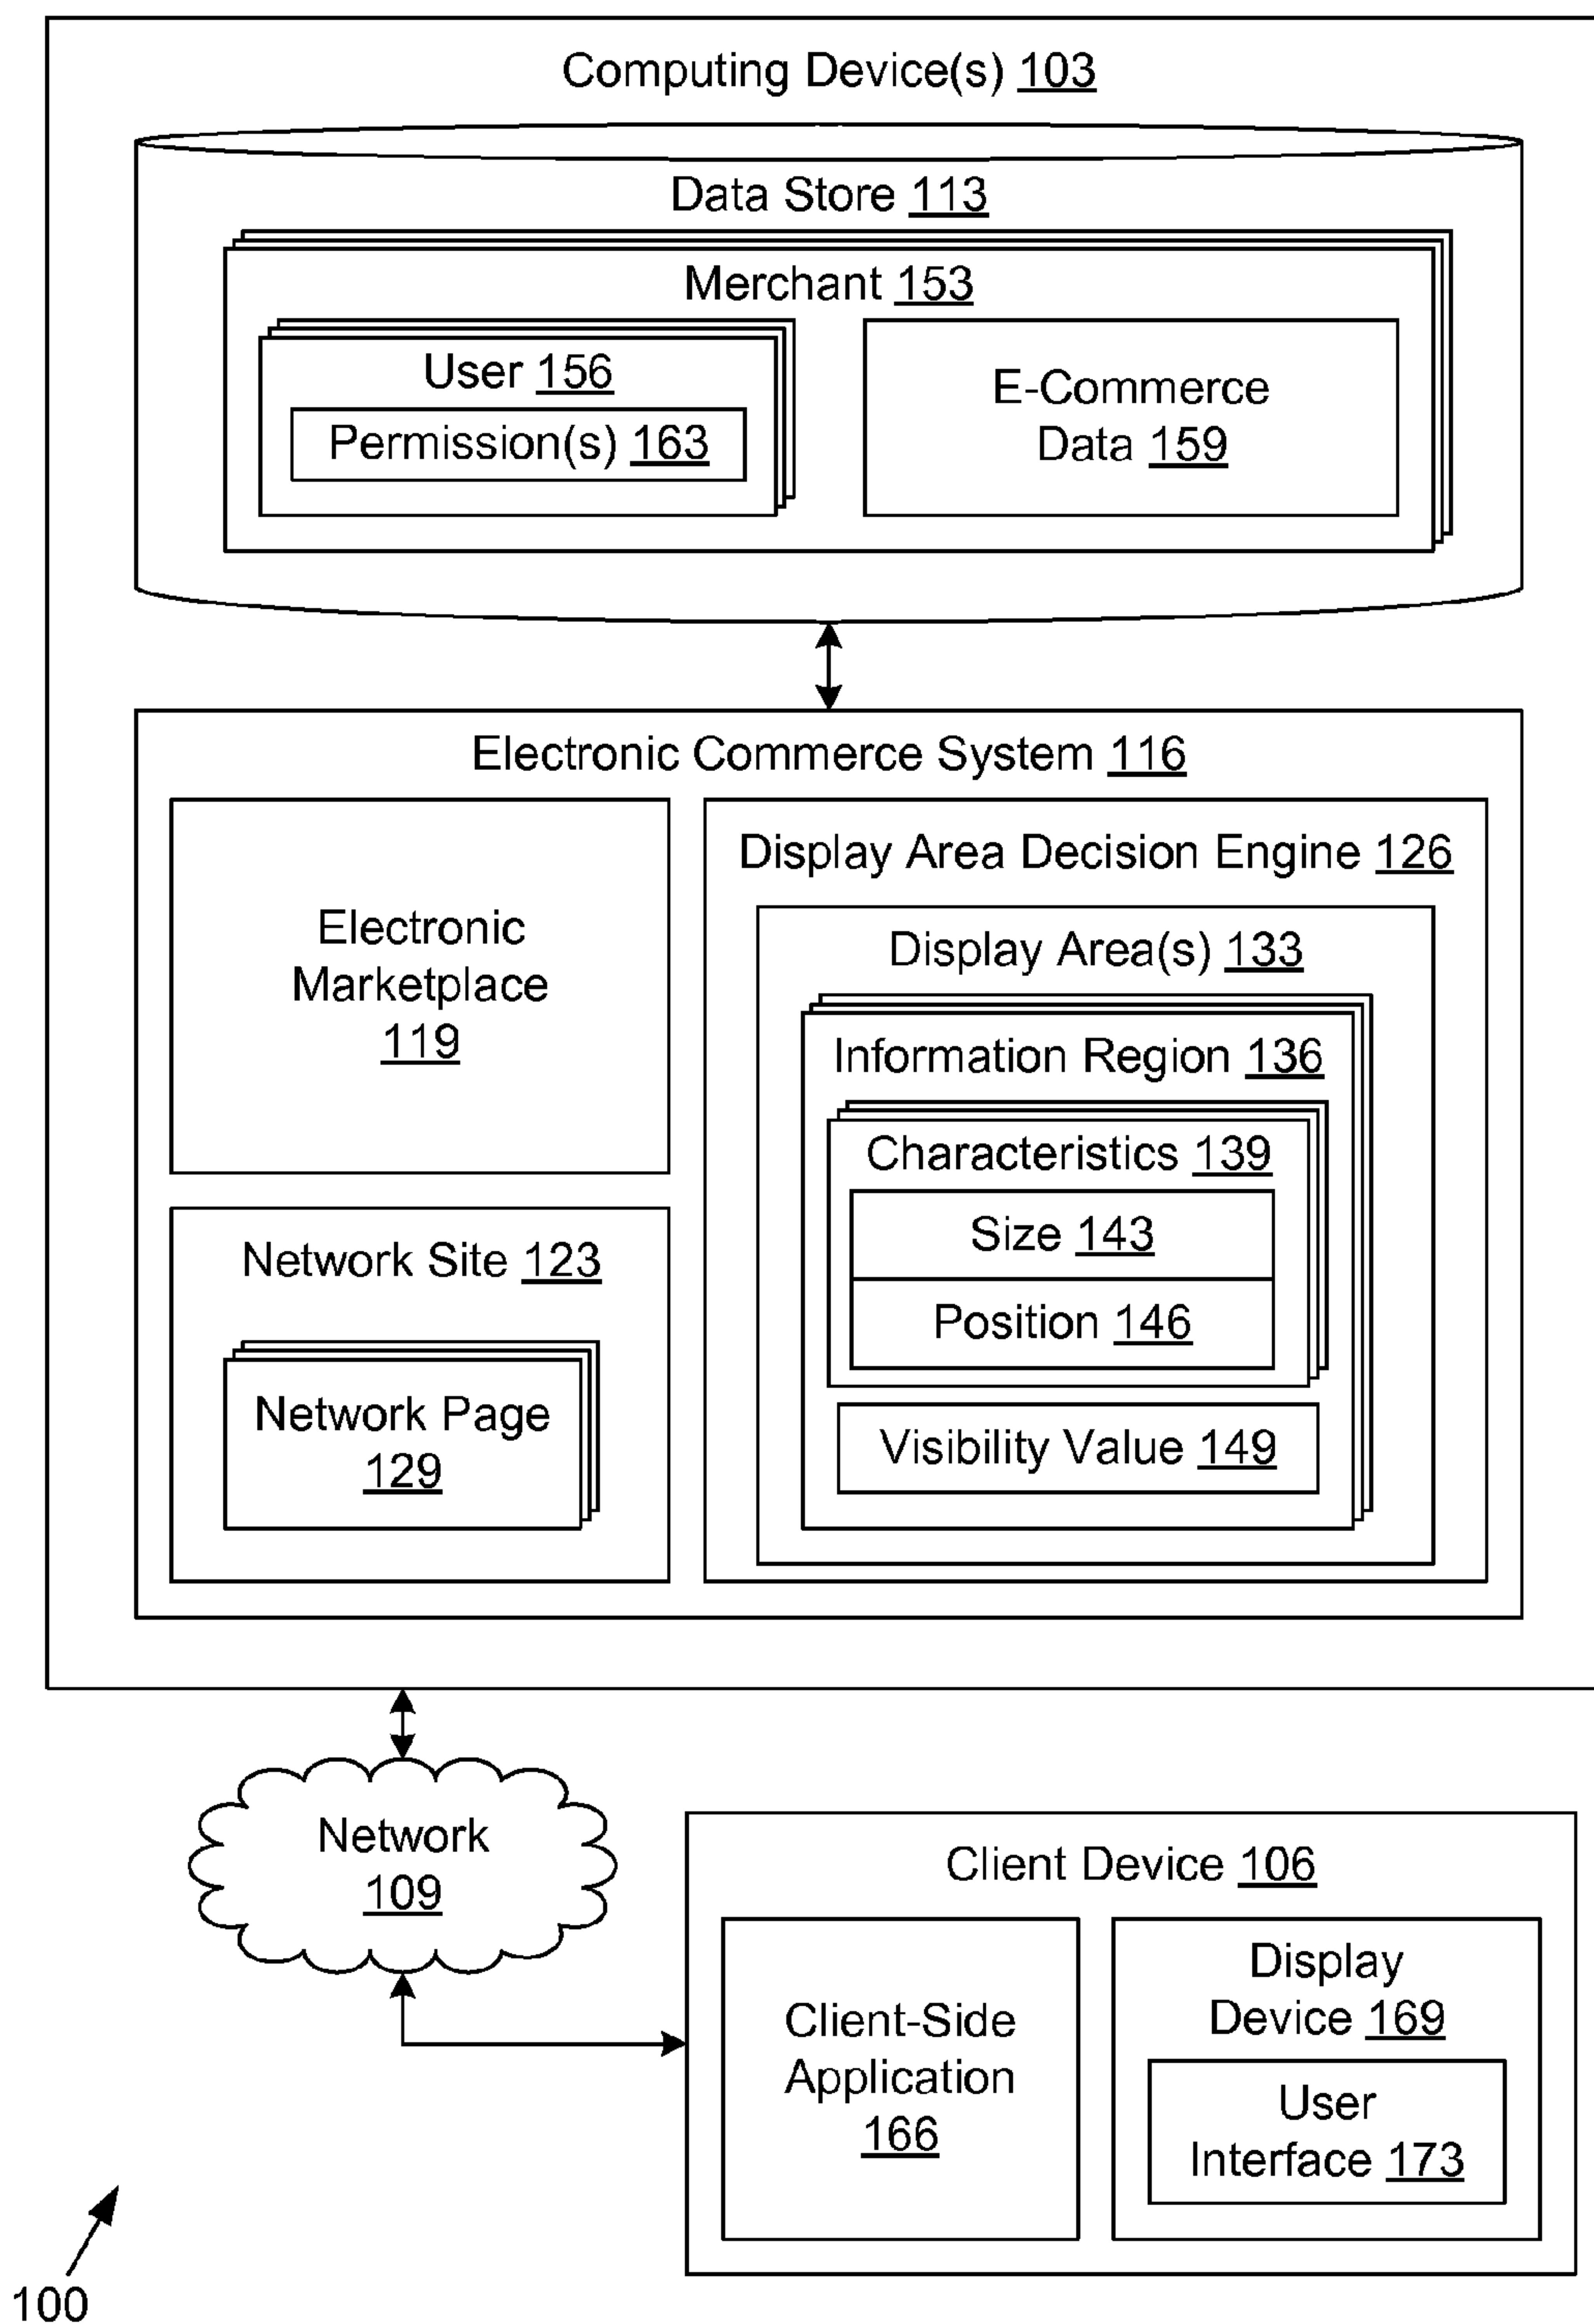 Computing Device(s) 103
Data Store 113
Merchant 153
User 156
Permission(s) 163
E-Commerce
Data 159
Electronic Commerce System 116
Electronic
Marketplace
119
Network Site 123
Network Page
129
Display Area Decision Engine 126
Display Area(s) 133
Information Region 136
Characteristics 139
Size 143
Position 146
Visibility Value 149
Network
109
Client Device 106
Client-Side
Application
166
Display
Device 169
User
Interface 173
100